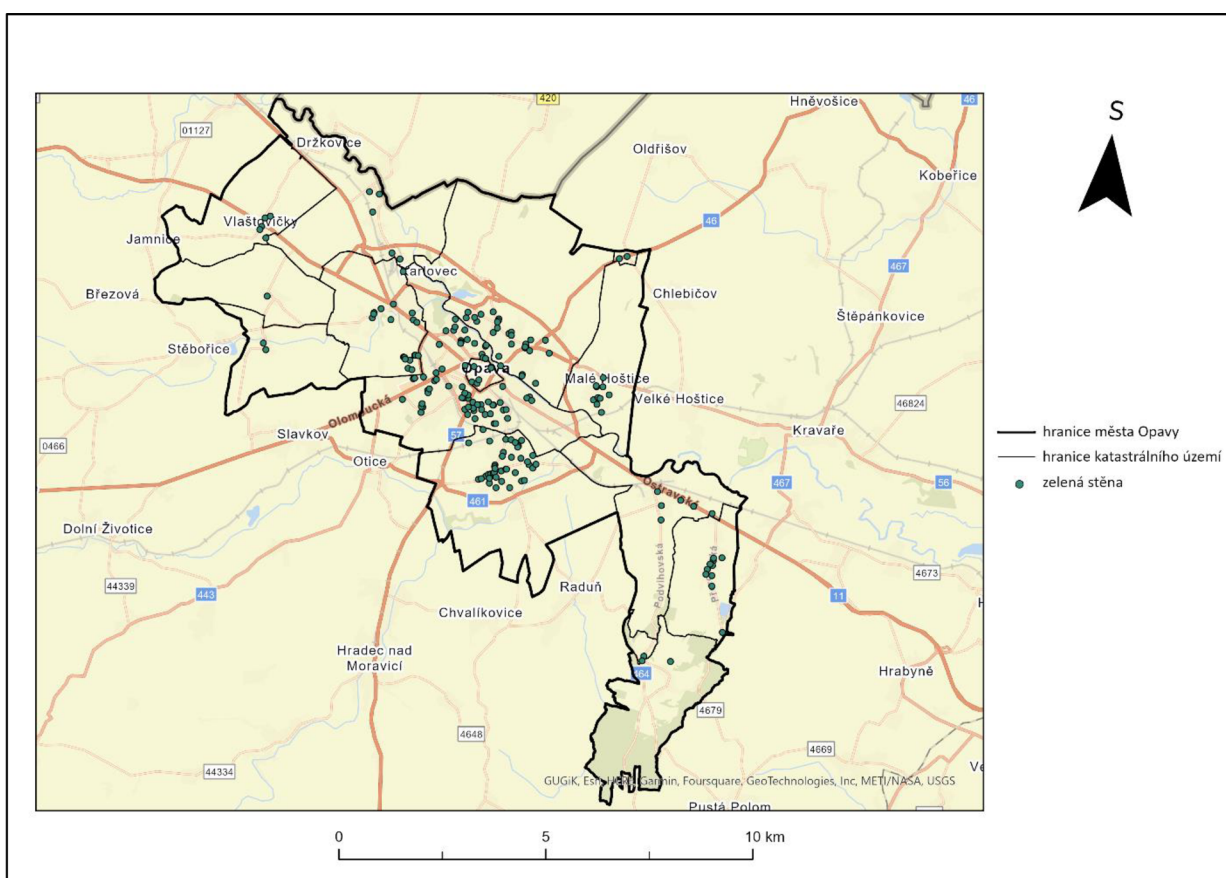 420
46
Hněvošice
S
01127
Držkovice
Oldřišov
Kobeřice
Vlaštovičky
46
Jamnice
467
Březová
Chlebičov
Štěpánkovice
Stěbořice
Opava
Malé Hoštice
Velké Hoštice
46824
Olomoucká
Kravaře
hranice města Opavy
0466
Slavkov
57
hranice katastrálního území
Otice
467
56
zelená stěna
461
Ostravská
Dolní Životice
Podvihovská
4673
44339
443
Raduň
11
Chvalíkovice
Hradec nad
Moravicí
Hrabyně
464
4679
4648
4669
44334
GUGiK, Esri, HERE, Garmin, Foursquare, GeoTechnologies, Inc, METI/NASA, USGS
Pustá Polom
0 5 10 km